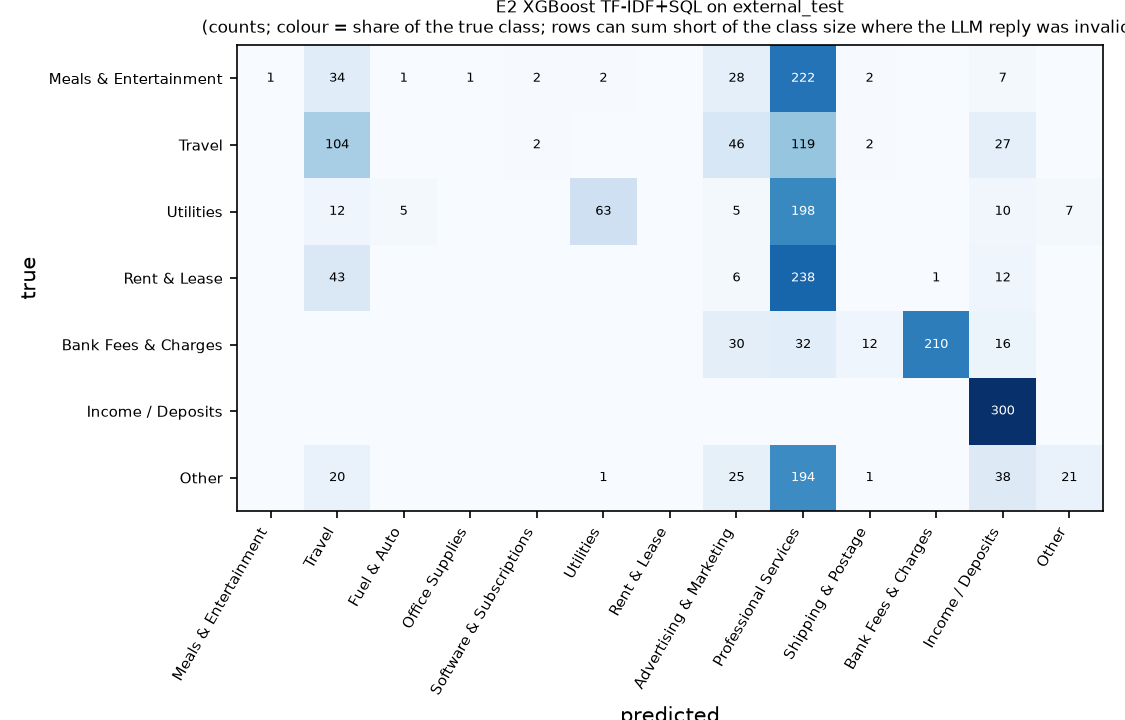 E2 XGBoost TF-IDF+SQL on external_test
(counts; colour = share of the true class; rows can sum short of the class size where the LLM reply was
true
Meals & Entertainment 1 34 1 1 2 2 28 222 2 7
Travel 104 2 46 119 2 27
Utilities 12 5 63 5 198 10 7
Rent & Lease 43 6 238 1 12
Bank Fees & Charges 30 32 12 210 16
Income / Deposits 300
Other 20 1 25 194 1 38 21
Meals & Entertainment
Travel
Fuel & Auto
Office Supplies
Software & Subscriptions
Utilities
Rent & Lease
Advertising & Marketing
Professional Services
Shipping & Postage
Bank Fees & Charges
Income / Deposits
Other
predicted